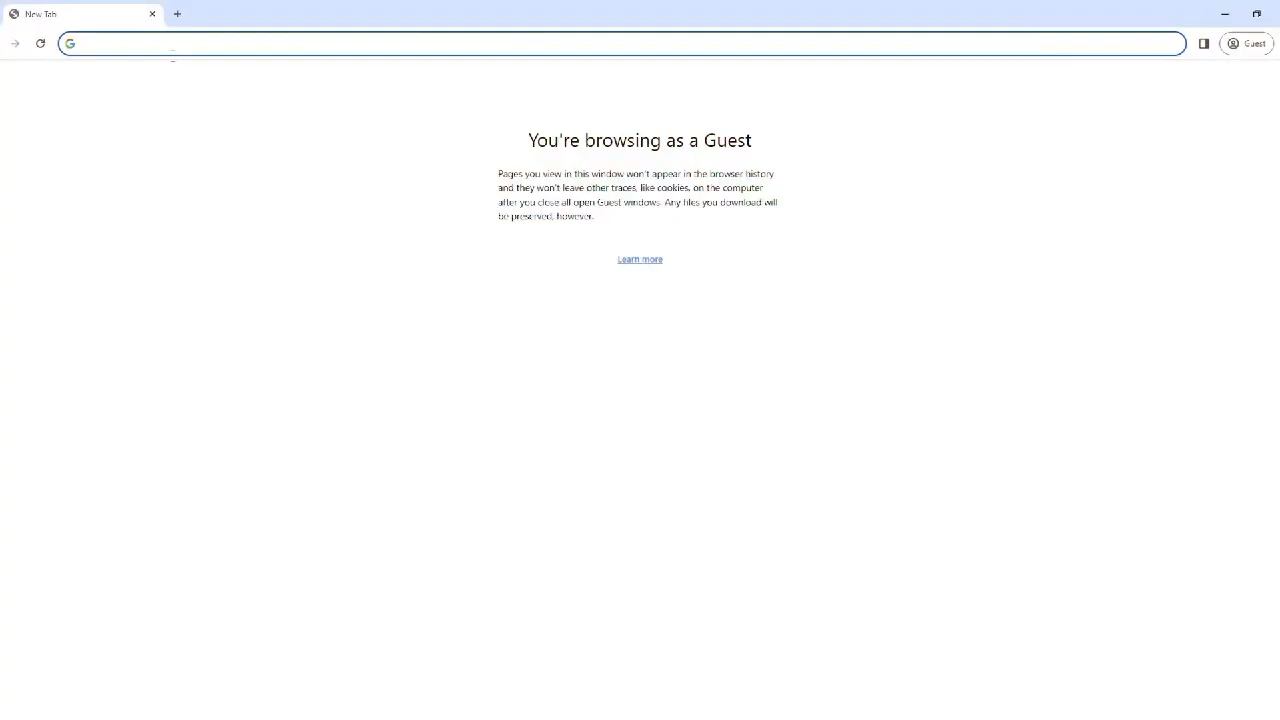 New Tab
Guest
You're browsing as a Guest
Pages you view in this window won't appear in the browser history
and they won't leave other traces, like cookies, on the computer
after you close all open Guest windows. Any files you download will
be preserved, however.
Learn more